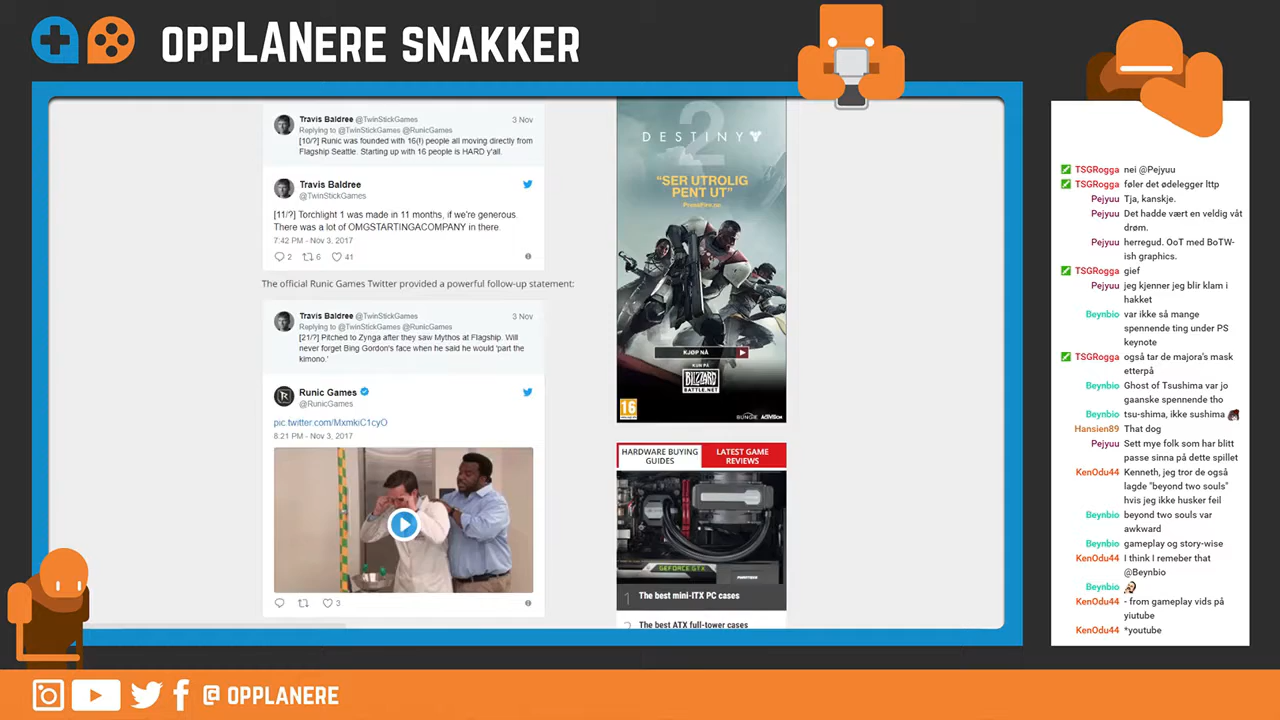 OPPLANERE SNAKKER
Travis Baldree @TwinStickGames 3 Nov
Replying to @TwinStickGames @RunicGames
[10/?] Runic was founded with 16(!) people all moving directly from
Flagship Seattle. Starting up with 16 people is HARD y'all.
Travis Baldree
@TwinStickGames
[11/?] Torchlight 1 was made in 11 months, if we're generous.
There was a lot of OMGSTARTINGACOMPANY in there.
7:42 PM - Nov 3, 2017
2 6 41
The official Runic Games Twitter provided a powerful follow-up statement:
Travis Baldree @TwinStickGames 3 Nov
Replying to @TwinStickGames @RunicGames
[21/?] Pitched to Zynga after they saw Mythos at Flagship. Will
never forget Bing Gordon's face when he said he would 'part the
kimono.'
Runic Games
@RunicGames
pic.twitter.com/MxmkiC1cyO
8:21 PM - Nov 3, 2017
3
2
DESTINY
"SER UTROLIG
PENT UT"
PressFire.no
KJØP NÅ
KUN PÅ
BLIZZARD
BATTLE.NET
16
BUNGIE ACTIVISION
HARDWARE BUYING
GUIDES
LATEST GAME
REVIEWS
GEFORCE GTX
1 The best mini-ITX PC cases
2 The best ATX full-tower cases
TSGRogga nei @Pejyuu
TSGRogga føler det ødelegger lttp
Pejyuu Tja, kanskje.
Pejyuu Det hadde vært en veldig våt
drøm.
Pejyuu herregud. OoT med BoTW-
ish graphics.
TSGRogga gief
Pejyuu jeg kjenner jeg blir klam i
hakket
Beynbio var ikke så mange
spennende ting under PS
keynote
TSGRogga også tar de majora's mask
etterpå
Beynbio Ghost of Tsushima var jo
gaanske spennende tho
Beynbio tsu-shima, ikke sushima
Hansien89 That dog
Pejyuu Sett mye folk som har blitt
passe sinna på dette spillet
KenOdu44 Kenneth, jeg tror de også
lagde "beyond two souls"
hvis jeg ikke husker feil
Beynbio beyond two souls var
awkward
Beynbio gameplay og story-wise
KenOdu44 I think I remeber that
@Beynbio
Beynbio
KenOdu44 - from gameplay vids på
yiutube
KenOdu44 *youtube
@ OPPLANERE